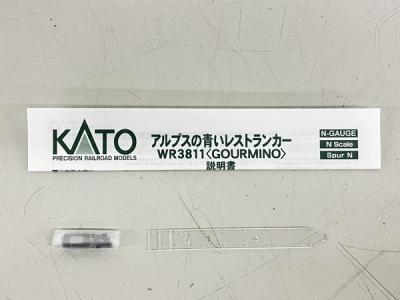 KATO
PRECISION RAILROAD MODELS
アルプスの青いレストランカー
WR3811〈GOURMINO〉
説明書
N-GAUGE
N Scale
Spur N